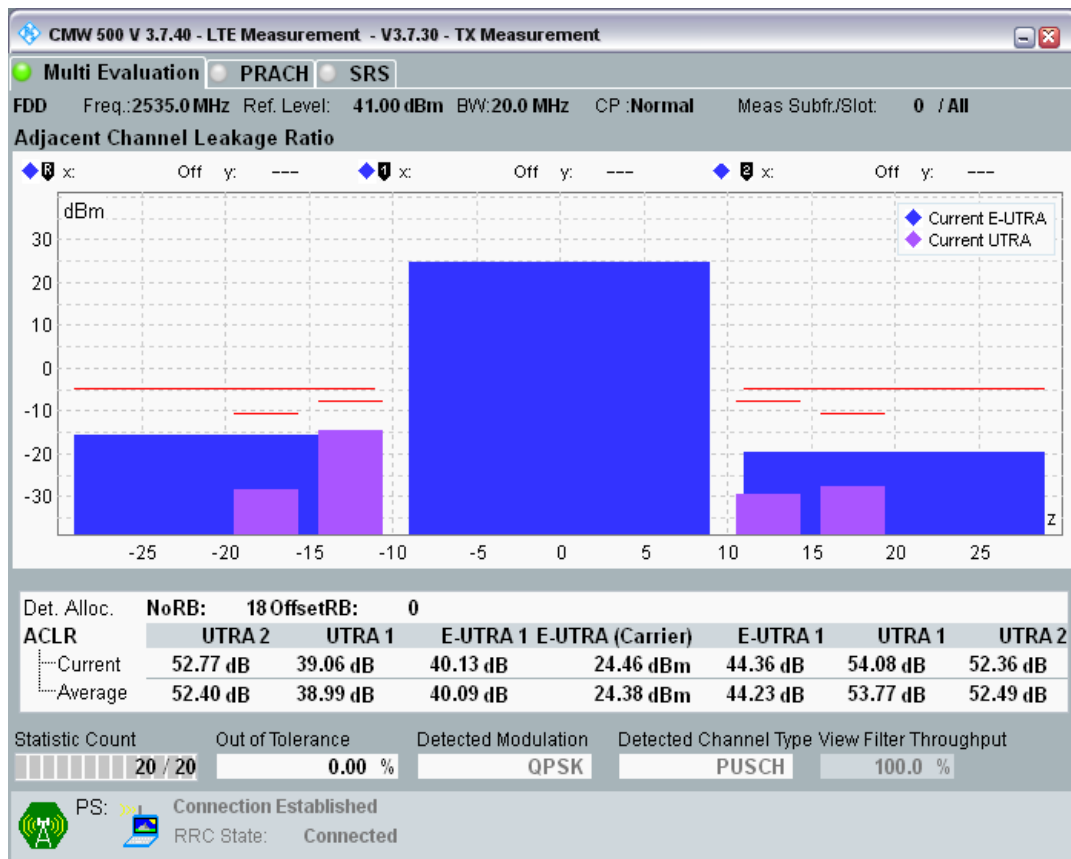 CMW 500 V 3.7.40 - LTE Measurement - V3.7.30 - TX Measurement
Multi Evaluation PRACH SRS
FDD Freq.:2535.0 MHz Ref. Level: 41.00 dBm BW:20.0 MHz CP :Normal Meas Subfr./Slot: 0 / All
Adjacent Channel Leakage Ratio
R x: Off y: --- 1 x: Off y: --- 2 x: Off y: ---
dBm
Current E-UTRA
Current UTRA
30
20
10
0
-10
-20
-30
z
-25 -20 -15 -10 -5 0 5 10 15 20 25
Det. Alloc. NoRB: 18 OffsetRB: 0
ACLR UTRA 2 UTRA 1 E-UTRA 1 E-UTRA (Carrier) E-UTRA 1 UTRA 1 UTRA 2
Current 52.77 dB 39.06 dB 40.13 dB 24.46 dBm 44.36 dB 54.08 dB 52.36 dB
Average 52.40 dB 38.99 dB 40.09 dB 24.38 dBm 44.23 dB 53.77 dB 52.49 dB
Statistic Count Out of Tolerance Detected Modulation Detected Channel Type View Filter Throughput
20 / 20 0.00 % QPSK PUSCH 100.0 %
PS: Connection Established
RRC State: Connected